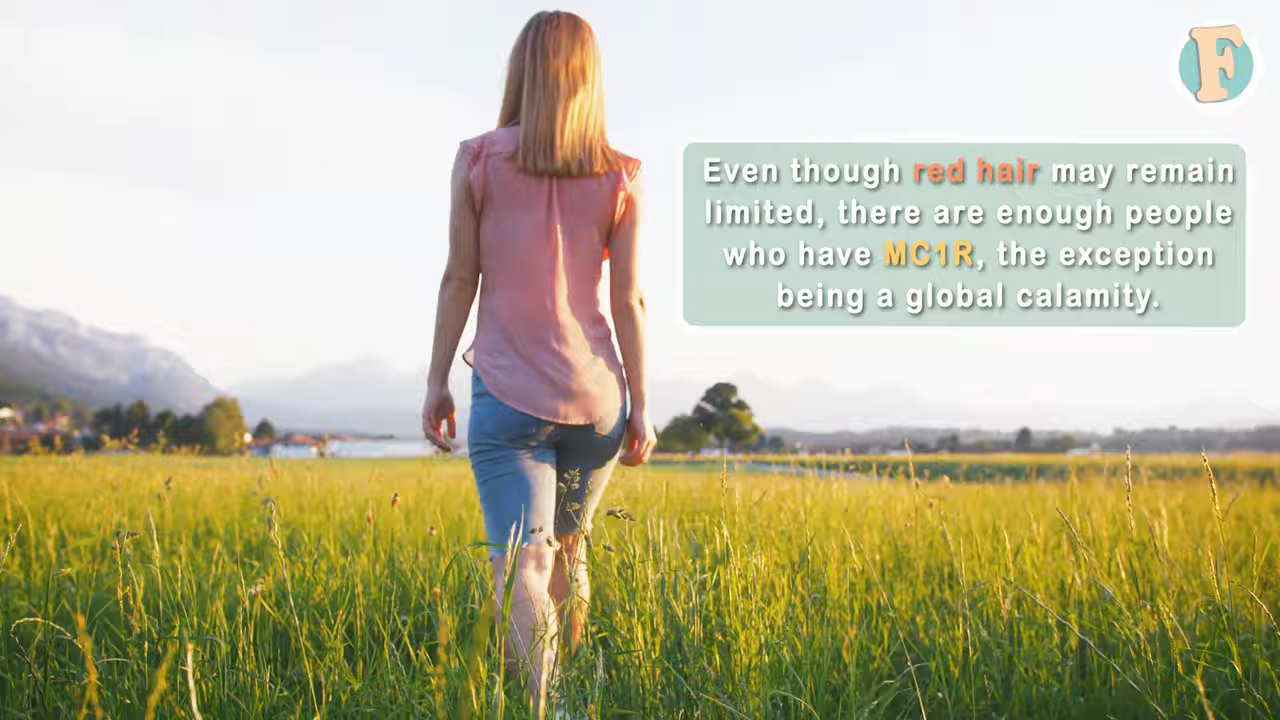 F
Even though red hair may remain
limited, there are enough people
who have MC1R, the exception
being a global calamity.